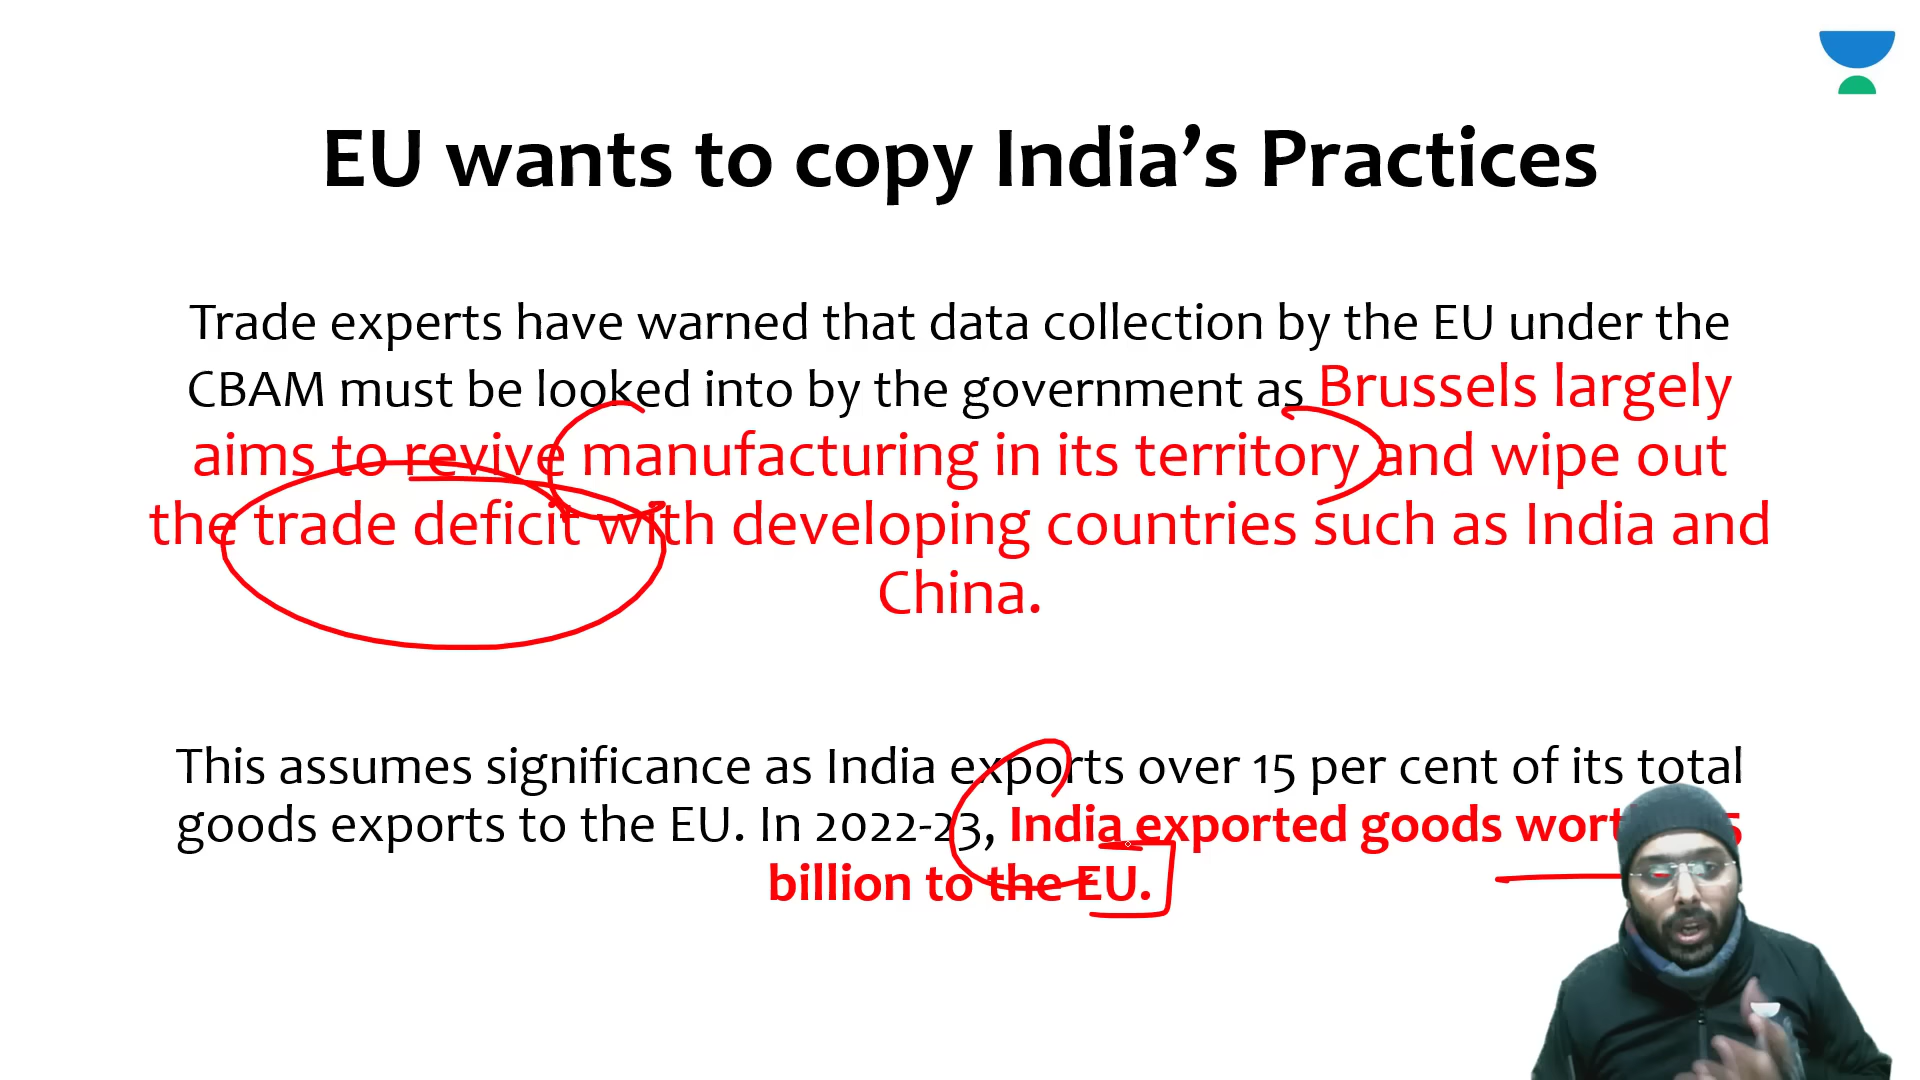 EU wants to copy India’s Practices
Trade experts have warned that data collection by the EU under the
CBAM must be looked into by the government as Brussels largely
aims to revive manufacturing in its territory and wipe out
the trade deficit with developing countries such as India and
China.
This assumes significance as India exports over 15 per cent of its total
goods exports to the EU. In 2022-23, India exported goods
billion to the EU.